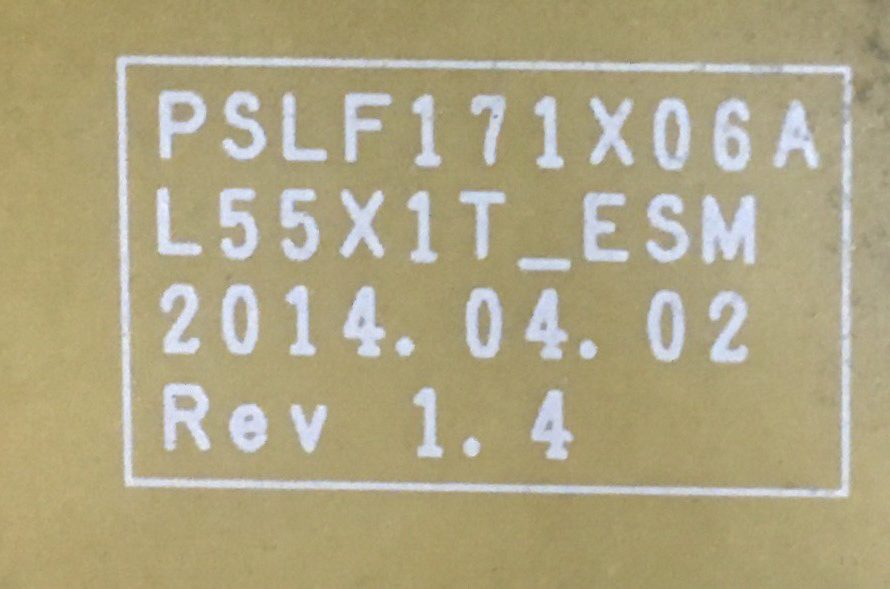 PSLF171X06A
L55X1T_ESM
2014.04.02
Rev 1.4